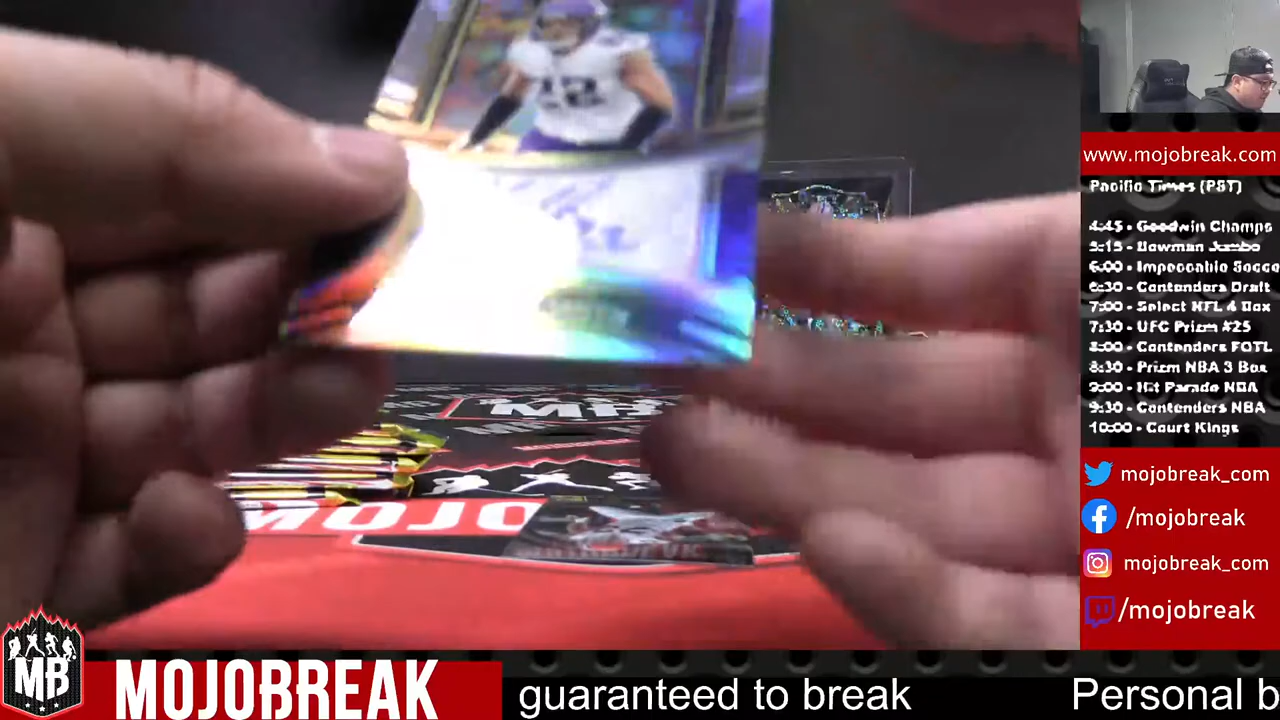 www.mojobreak.com
Pacific Times (PST)
4:45 - Goodwin Champs
5:15 - Bowman Jumbo
6:00 - Impeccable Socce
6:30 - Contenders Draft
7:00 - Select NFL 4 Box
7:30 - UFC Prizm #25
8:00 - Contenders FOTL
8:30 - Prizm NBA 3 Box
9:00 - Hit Parade NBA
9:30 - Contenders NBA
10:00 - Court Kings
mojobreak_com
/mojobreak
mojobreak_com
/mojobreak
MB
MB
MOJOBREAK
guaranteed to break
Personal b